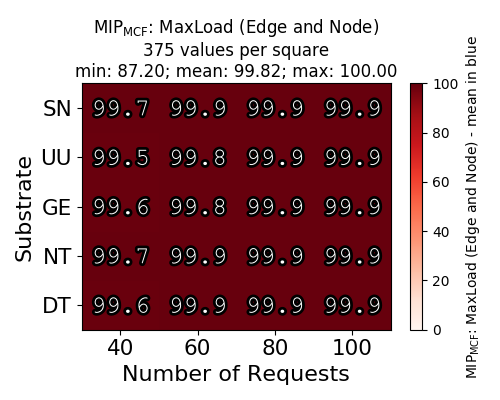 MIP_MCF: MaxLoad (Edge and Node)
375 values per square
min: 87.20; mean: 99.82; max: 100.00
SN 99.7 99.9 99.9 99.9
UU 99.5 99.8 99.9 99.9
GE 99.6 99.8 99.9 99.9
NT 99.7 99.9 99.9 99.9
DT 99.6 99.9 99.9 99.9
40 60 80 100
Number of Requests
Substrate
100
80
60
40
20
0
MIP_MCF: MaxLoad (Edge and Node) - mean in blue